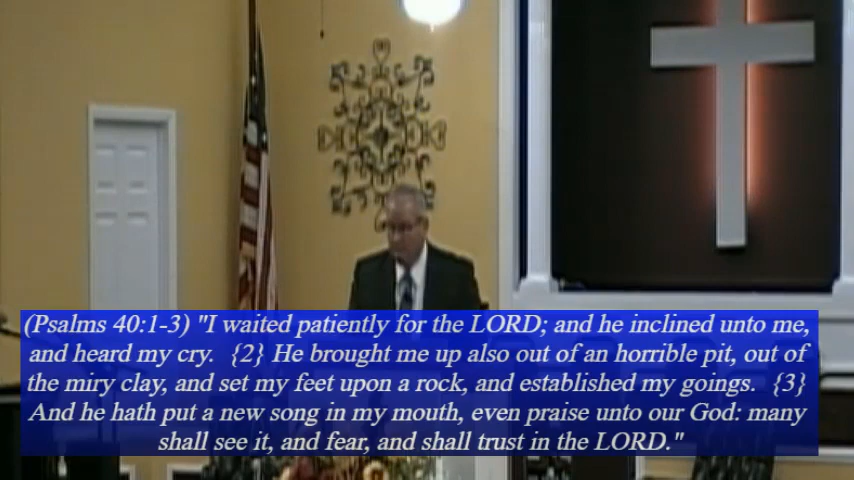 (Psalms 40:1-3) "I waited patiently for the LORD; and he inclined unto me,
and heard my cry. {2} He brought me up also out of an horrible pit, out of
the miry clay, and set my feet upon a rock, and established my goings. {3}
And he hath put a new song in my mouth, even praise unto our God: many
shall see it, and fear, and shall trust in the LORD."